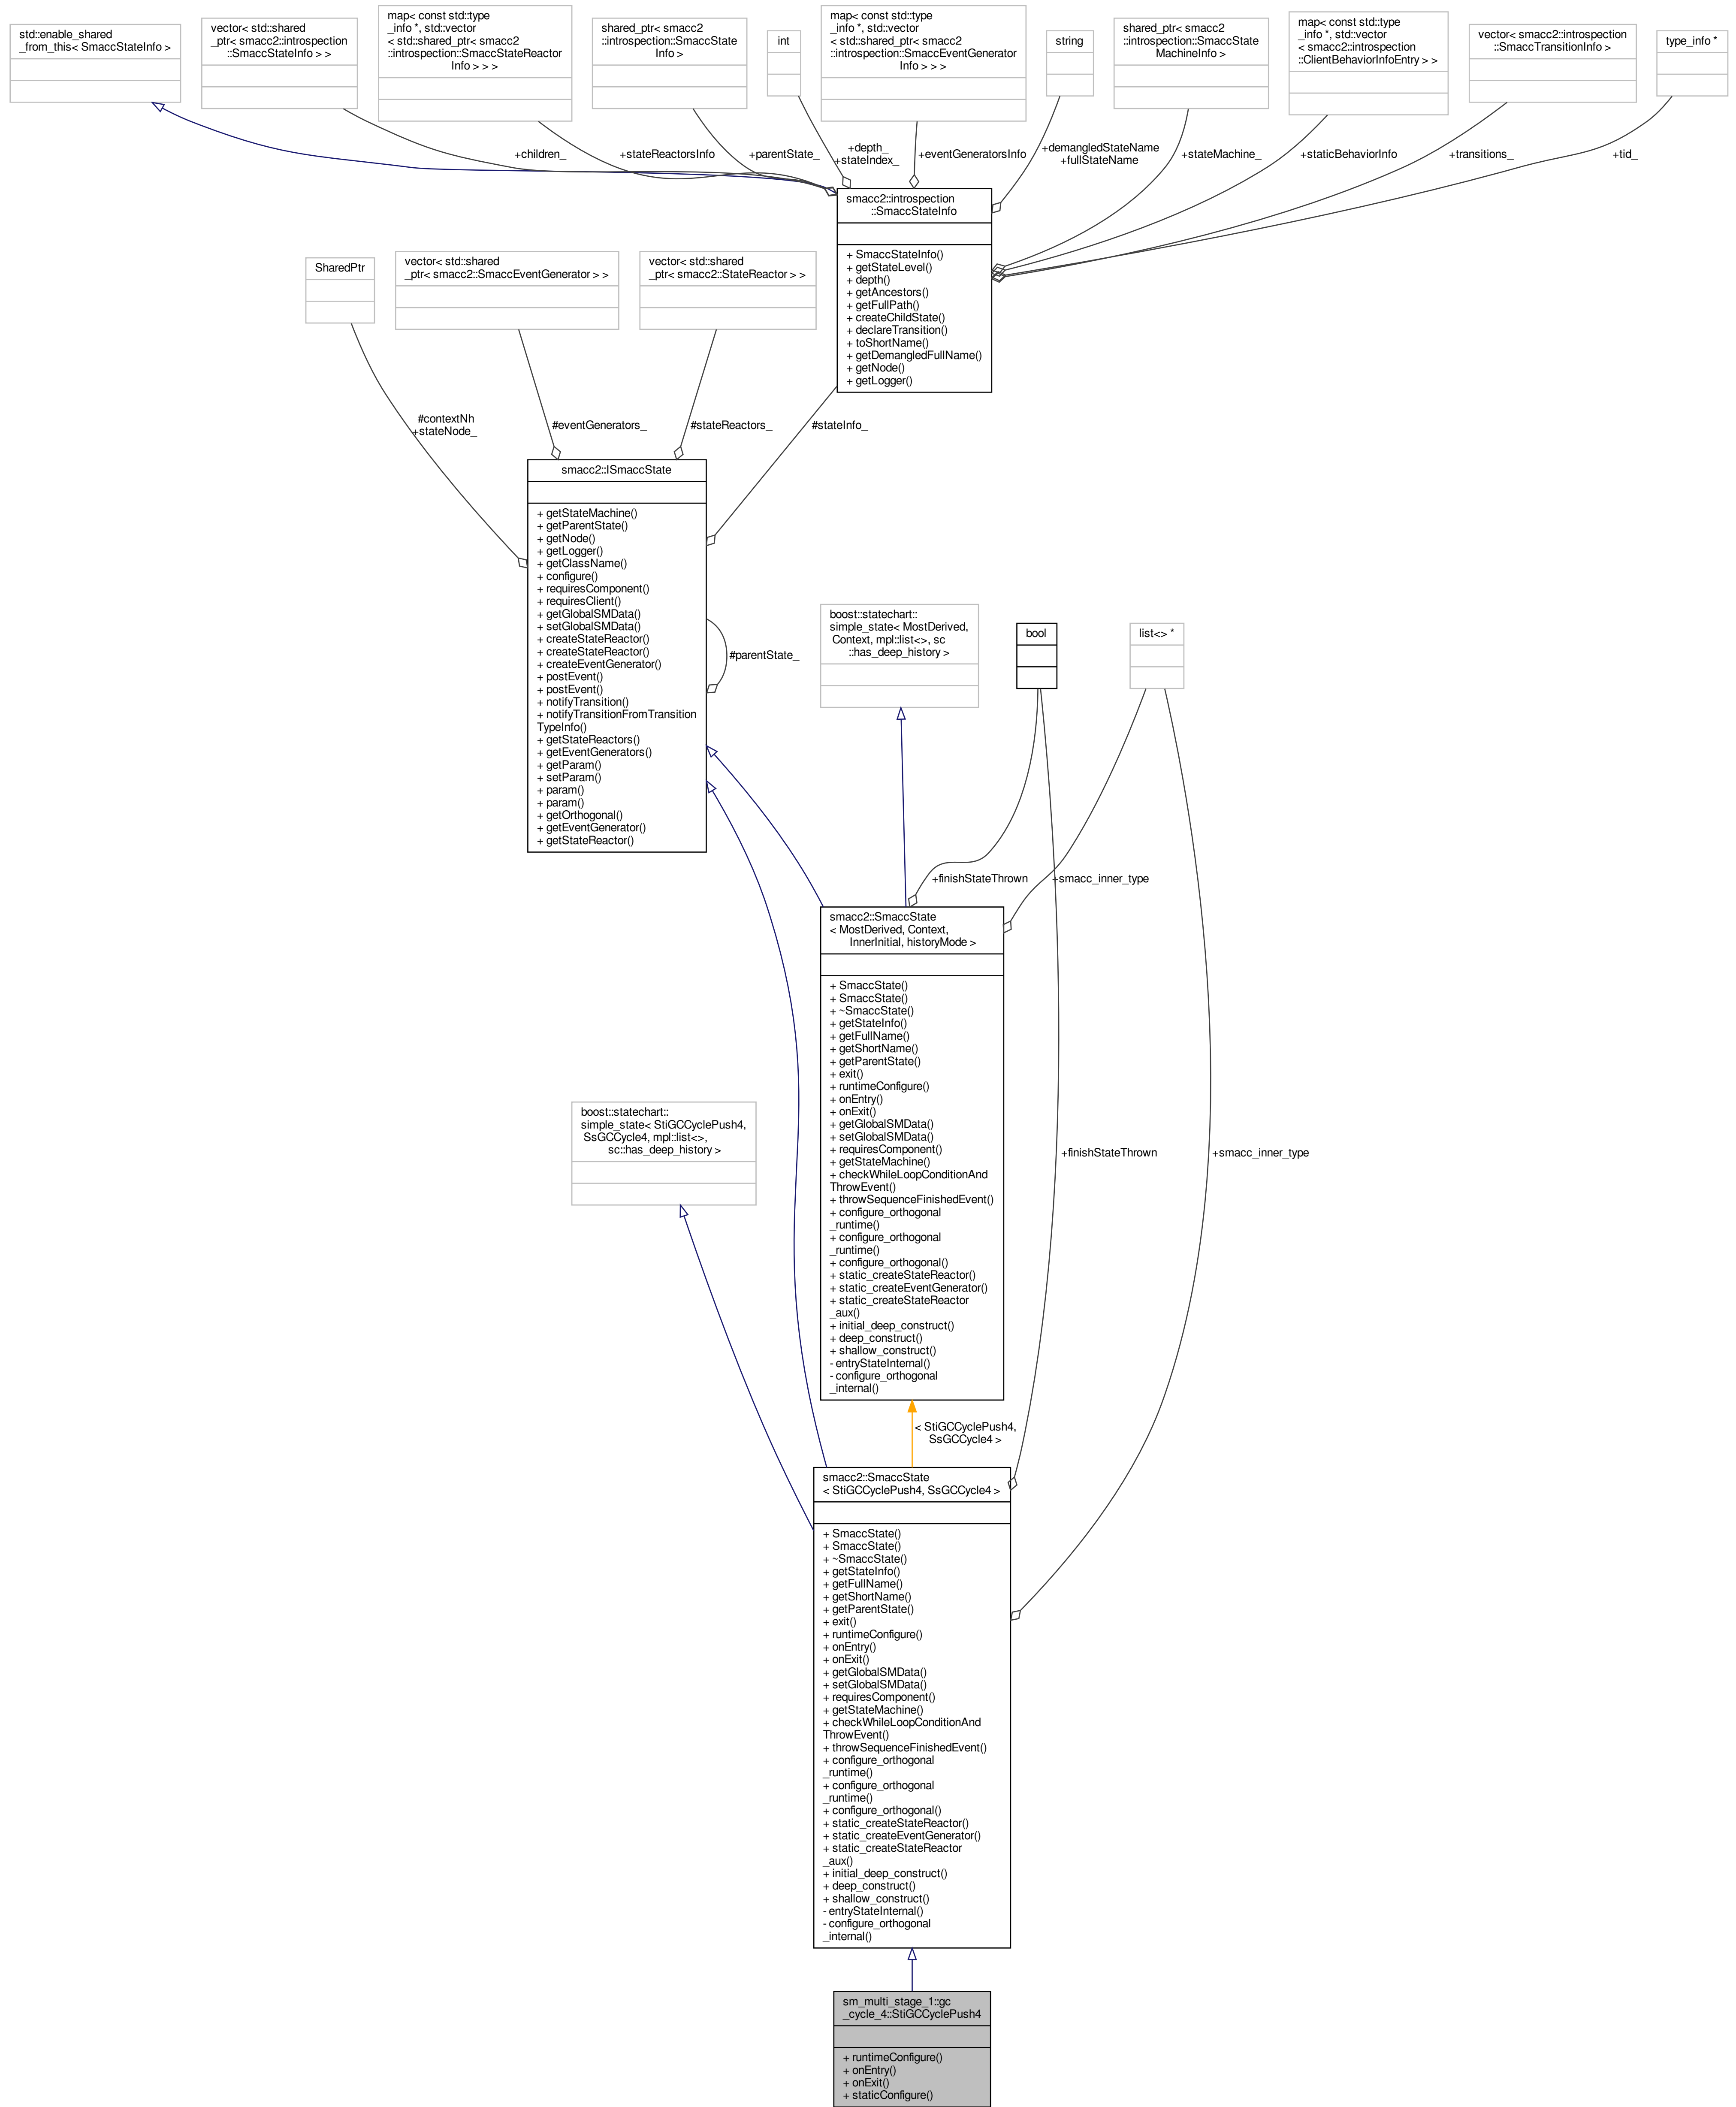 std::enable_shared
_from_this< SmaccStateInfo >
vector< std::shared
_ptr< smacc2::introspection
::SmaccStateInfo > >
map< const std::type
_info *, std::vector
< std::shared_ptr< smacc2
::introspection::SmaccStateReactor
Info > > >
shared_ptr< smacc2
::introspection::SmaccState
Info >
int
map< const std::type
_info *, std::vector
< std::shared_ptr< smacc2
::introspection::SmaccEventGenerator
Info > > >
string
shared_ptr< smacc2
::introspection::SmaccState
MachineInfo >
map< const std::type
_info *, std::vector
< smacc2::introspection
::ClientBehaviorInfoEntry > >
vector< smacc2::introspection
::SmaccTransitionInfo >
type_info *
+children_
+stateReactorsInfo
+parentState_
+depth_
+stateIndex_
+eventGeneratorsInfo
+demangledStateName
+fullStateName
+stateMachine_
+staticBehaviorInfo
+transitions_
+tid_
smacc2::introspection
::SmaccStateInfo
+ SmaccStateInfo()
+ getStateLevel()
+ depth()
+ getAncestors()
+ getFullPath()
+ createChildState()
+ declareTransition()
+ toShortName()
+ getDemangledFullName()
+ getNode()
+ getLogger()
SharedPtr
vector< std::shared
_ptr< smacc2::SmaccEventGenerator > >
vector< std::shared
_ptr< smacc2::StateReactor > >
#contextNh
+stateNode_
#eventGenerators_
#stateReactors_
#stateInfo_
smacc2::ISmaccState
+ getStateMachine()
+ getParentState()
+ getNode()
+ getLogger()
+ getClassName()
+ configure()
+ requiresComponent()
+ requiresClient()
+ getGlobalSMData()
+ setGlobalSMData()
+ createStateReactor()
+ createStateReactor()
+ createEventGenerator()
+ postEvent()
+ postEvent()
+ notifyTransition()
+ notifyTransitionFromTransition
TypeInfo()
+ getStateReactors()
+ getEventGenerators()
+ getParam()
+ setParam()
+ param()
+ param()
+ getOrthogonal()
+ getEventGenerator()
+ getStateReactor()
#parentState_
boost::statechart::
simple_state< MostDerived,
Context, mpl::list<>, sc
::has_deep_history >
bool
list<> *
+finishStateThrown
+smacc_inner_type
smacc2::SmaccState
< MostDerived, Context,
InnerInitial, historyMode >
+ SmaccState()
+ SmaccState()
+ ~SmaccState()
+ getStateInfo()
+ getFullName()
+ getShortName()
+ getParentState()
+ exit()
+ runtimeConfigure()
+ onEntry()
+ onExit()
+ getGlobalSMData()
+ setGlobalSMData()
+ requiresComponent()
+ getStateMachine()
+ checkWhileLoopConditionAnd
ThrowEvent()
+ throwSequenceFinishedEvent()
+ configure_orthogonal
_runtime()
+ configure_orthogonal
_runtime()
+ configure_orthogonal()
+ static_createStateReactor()
+ static_createEventGenerator()
+ static_createStateReactor
_aux()
+ initial_deep_construct()
+ deep_construct()
+ shallow_construct()
- entryStateInternal()
- configure_orthogonal
_internal()
boost::statechart::
simple_state< StiGCCyclePush4,
SsGCCycle4, mpl::list<>,
sc::has_deep_history >
+finishStateThrown
+smacc_inner_type
< StiGCCyclePush4,
SsGCCycle4 >
smacc2::SmaccState
< StiGCCyclePush4, SsGCCycle4 >
+ SmaccState()
+ SmaccState()
+ ~SmaccState()
+ getStateInfo()
+ getFullName()
+ getShortName()
+ getParentState()
+ exit()
+ runtimeConfigure()
+ onEntry()
+ onExit()
+ getGlobalSMData()
+ setGlobalSMData()
+ requiresComponent()
+ getStateMachine()
+ checkWhileLoopConditionAnd
ThrowEvent()
+ throwSequenceFinishedEvent()
+ configure_orthogonal
_runtime()
+ configure_orthogonal
_runtime()
+ configure_orthogonal()
+ static_createStateReactor()
+ static_createEventGenerator()
+ static_createStateReactor
_aux()
+ initial_deep_construct()
+ deep_construct()
+ shallow_construct()
- entryStateInternal()
- configure_orthogonal
_internal()
sm_multi_stage_1::gc
_cycle_4::StiGCCyclePush4
+ runtimeConfigure()
+ onEntry()
+ onExit()
+ staticConfigure()